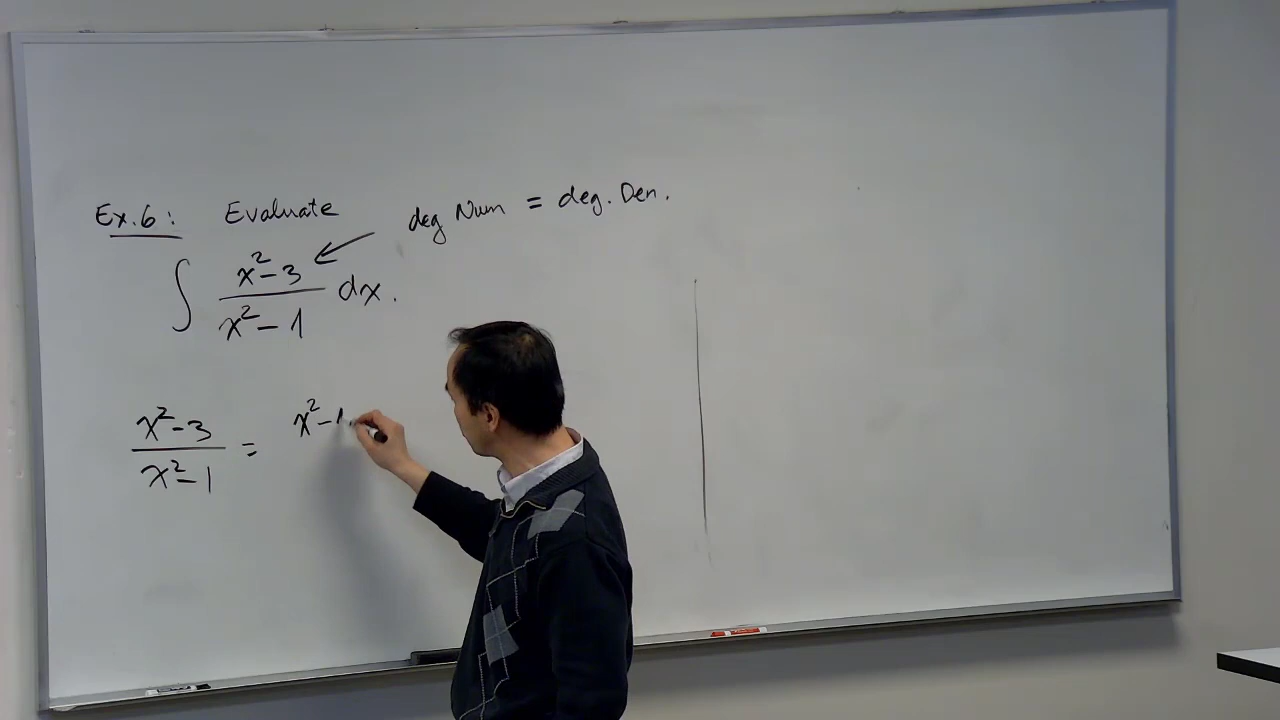 Ex.6: Evaluate deg Num = deg. Den.
∫ (x²-3)/(x²-1) dx.
(x²-3)/(x²-1) = x²-1